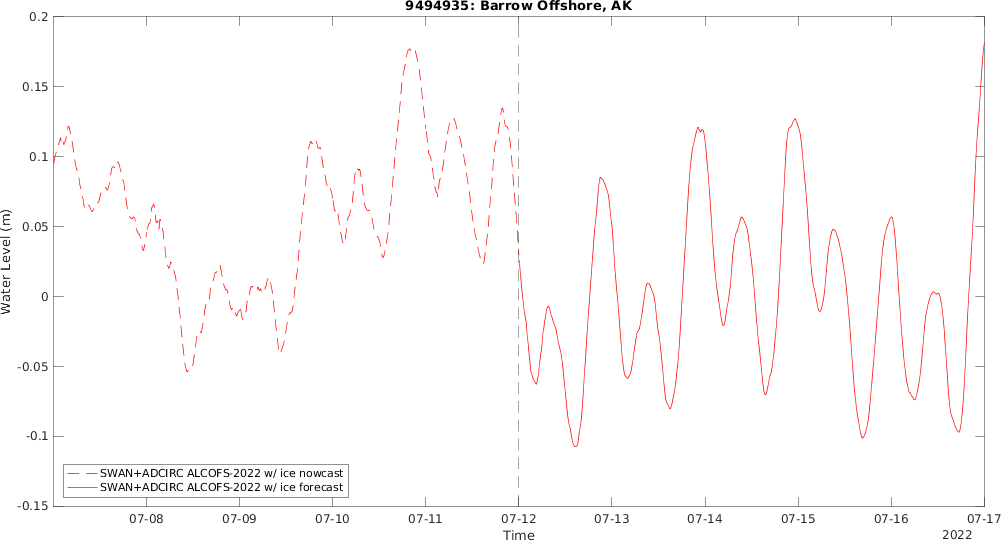 9494935: Barrow Offshore, AK
0.2
0.15
0.1
0.05
0
-0.05
-0.1
-0.15
Water Level (m)
SWAN+ADCIRC ALCOFS-2022 w/ ice nowcast
SWAN+ADCIRC ALCOFS-2022 w/ ice forecast
07-08 07-09 07-10 07-11 07-12 07-13 07-14 07-15 07-16 07-17
Time
2022